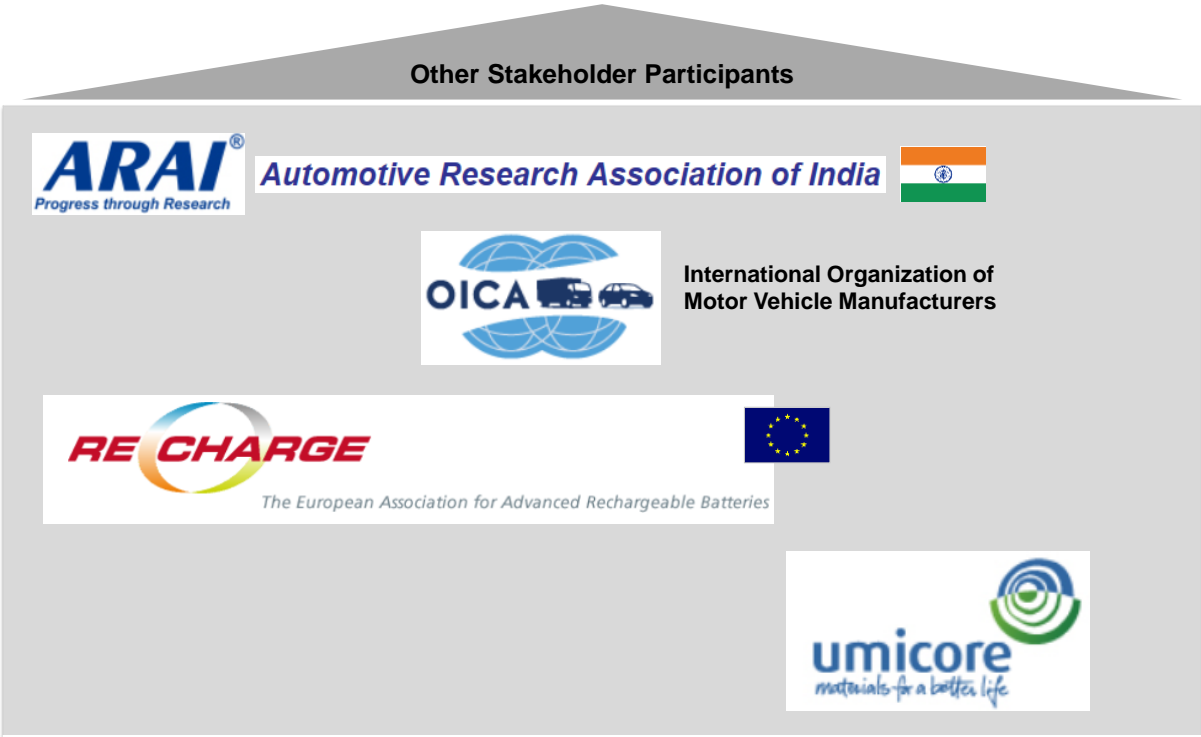 Other Stakeholder Participants
ARAI®
Progress through Research
Automotive Research Association of India
OICA
International Organization of
Motor Vehicle Manufacturers
RECHARGE
The European Association for Advanced Rechargeable Batteries
umicore
materials for a better life